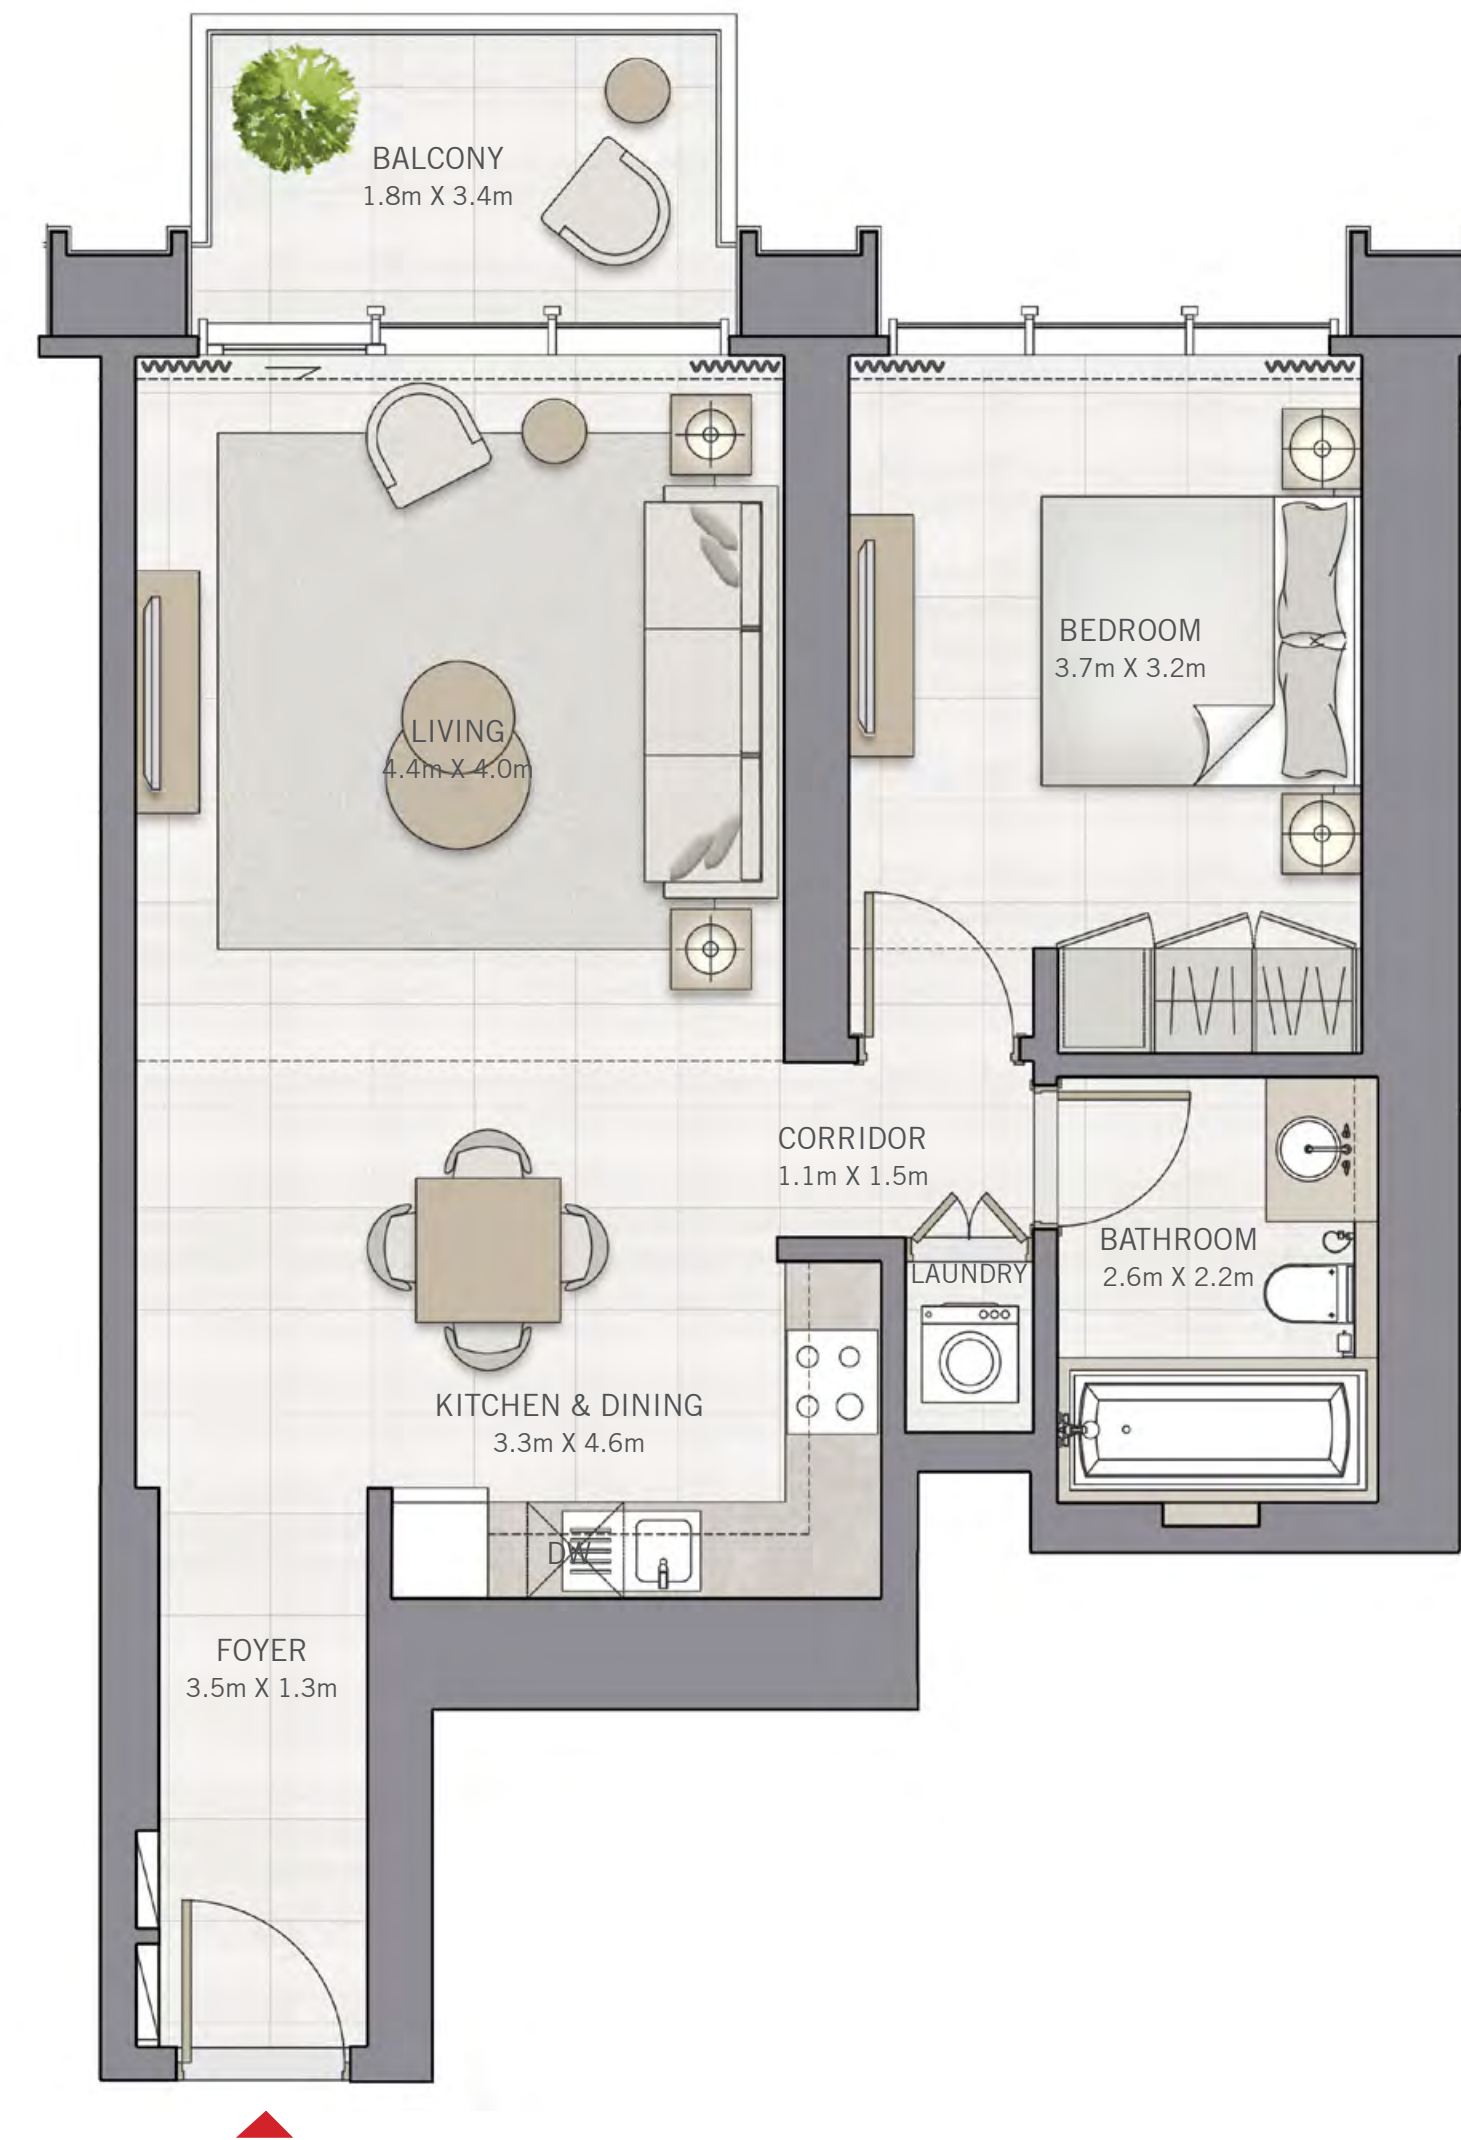 BALCONY
1.8m X 3.4m
BEDROOM
3.7m X 3.2m
LIVING
4.4m X 4.0m
CORRIDOR
1.1m X 1.5m
BATHROOM
2.6m X 2.2m
LAUNDRY
KITCHEN & DINING
3.3m X 4.6m
DW
FOYER
3.5m X 1.3m